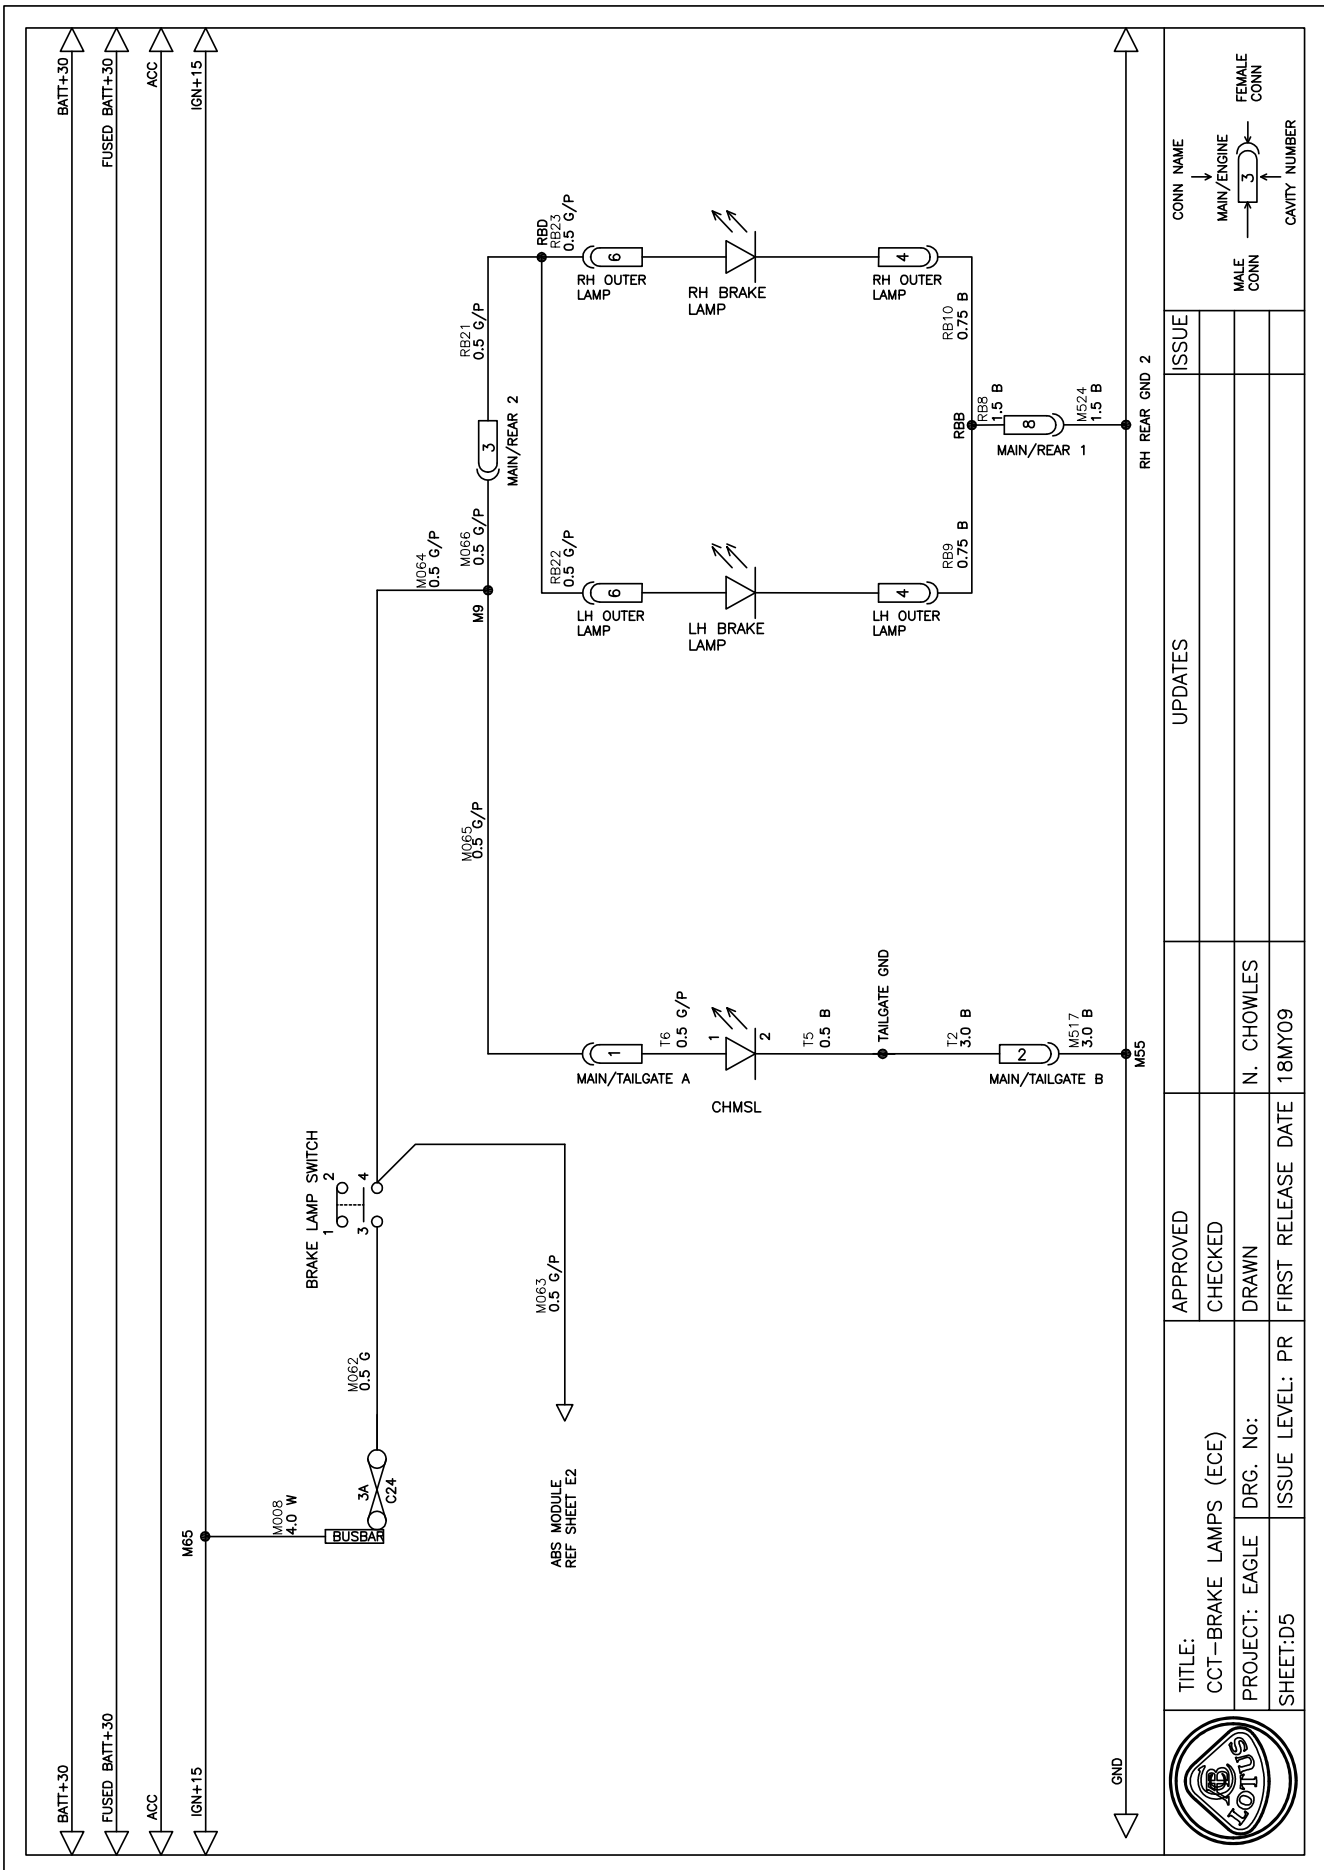 BATT+30
BATT+30
FUSED BATT+30
FUSED BATT+30
ACC
ACC
IGN+15
IGN+15
M65
M008
4.0 W
BUSBAR
3A
C24
M062
0.5 G
BRAKE LAMP SWITCH
1
2
3
4
M063
0.5 G/P
ABS MODULE
REF SHEET E2
M064
0.5 G/P
M9
M065
0.5 G/P
M066
0.5 G/P
3
MAIN/REAR 2
RB21
0.5 G/P
RBD
RB23
0.5 G/P
RB22
0.5 G/P
1
MAIN/TAILGATE A
T6
0.5 G/P
1
2
CHMSL
T5
0.5 B
TAILGATE GND
T2
3.0 B
2
MAIN/TAILGATE B
M517
3.0 B
M55
6
LH OUTER
LAMP
LH BRAKE
LAMP
4
LH OUTER
LAMP
RB9
0.75 B
6
RH OUTER
LAMP
RH BRAKE
LAMP
4
RH OUTER
LAMP
RB10
0.75 B
RBB
RB8
1.5 B
8
MAIN/REAR 1
M524
1.5 B
RH REAR GND 2
GND
LOTUS
TITLE:
CCT-BRAKE LAMPS (ECE)
PROJECT: EAGLE
DRG. No:
SHEET:D5
ISSUE LEVEL: PR
APPROVED
CHECKED
DRAWN
N. CHOWLES
FIRST RELEASE DATE
18MY09
UPDATES
ISSUE
CONN NAME
MAIN/ENGINE
MALE
CONN
3
FEMALE
CONN
CAVITY NUMBER